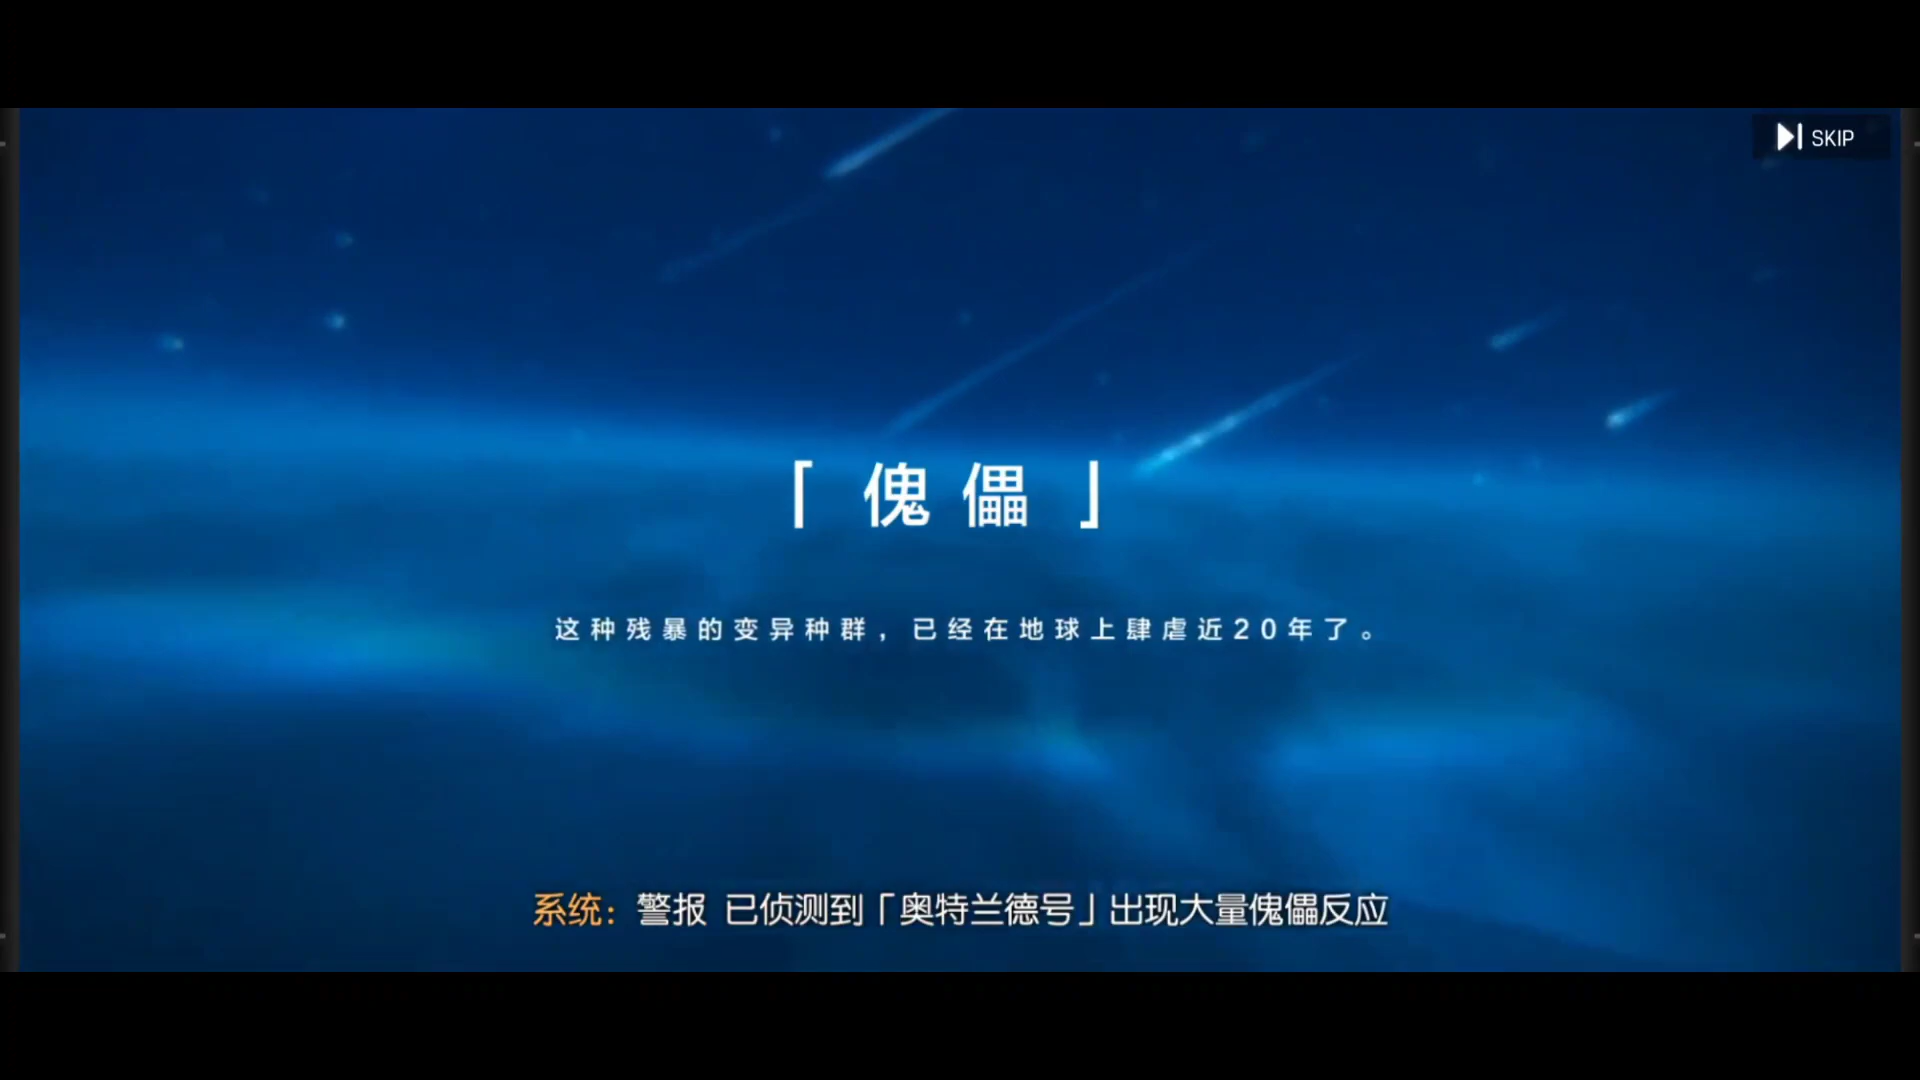 SKIP
「傀儡」
这种残暴的变异种群，已经在地球上肆虐近20年了。
系统：警报 已侦测到「奥特兰德号」出现大量傀儡反应